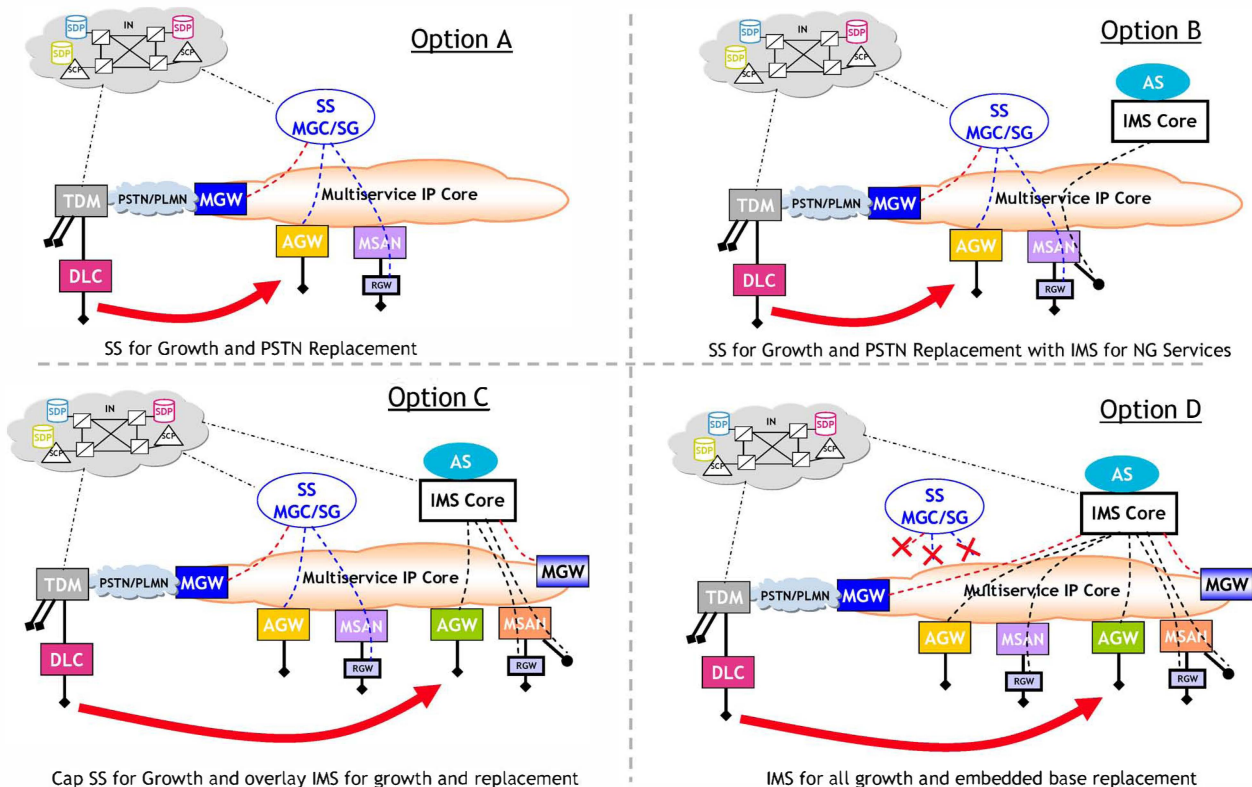 Option A
IN
SDP
SDP
SDP
SCP
SCP
SS
MGC/SG
Multiservice IP Core
TDM
PSTN/PLMN
MGW
AGW
MSAN
DLC
RGW
SS for Growth and PSTN Replacement
Option B
IN
SDP
SDP
SDP
SCP
SCP
AS
IMS Core
SS
MGC/SG
Multiservice IP Core
TDM
PSTN/PLMN
MGW
AGW
MSAN
DLC
RGW
SS for Growth and PSTN Replacement with IMS for NG Services
Option C
IN
SDP
SDP
SDP
SCP
SCP
AS
IMS Core
SS
MGC/SG
Multiservice IP Core
MGW
TDM
PSTN/PLMN
MGW
AGW
MSAN
AGW
MSAN
DLC
RGW
RGW
Cap SS for Growth and overlay IMS for growth and replacement
Option D
IN
SDP
SDP
SDP
SCP
SCP
AS
IMS Core
SS
MGC/SG
Multiservice IP Core
MGW
TDM
PSTN/PLMN
MGW
AGW
MSAN
AGW
MSAN
DLC
RGW
RGW
IMS for all growth and embedded base replacement